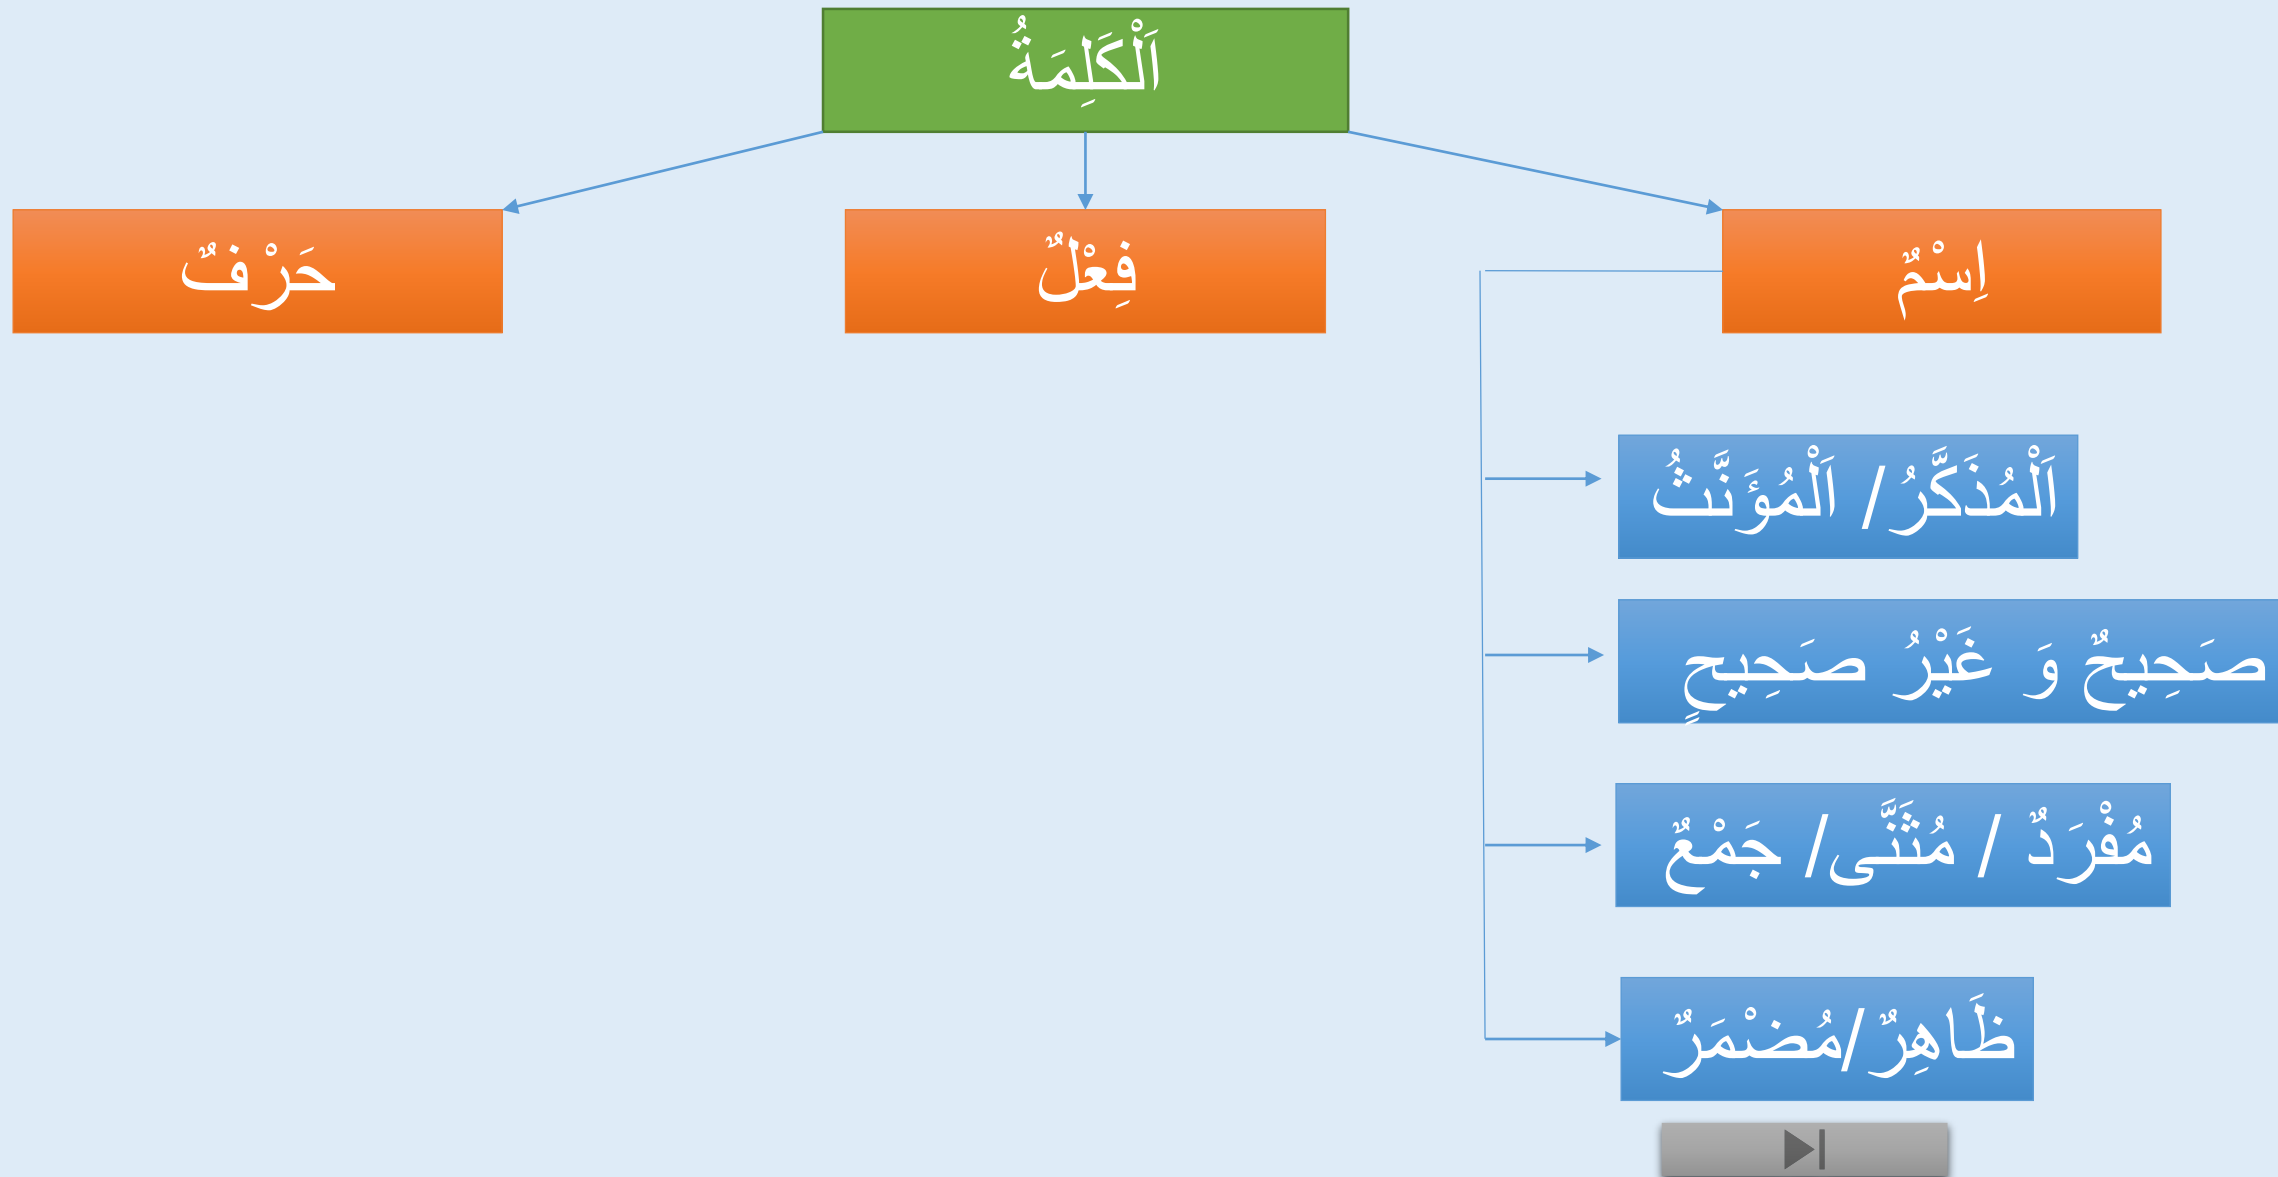 اَلْكَلِمَةُ
اِسْمٌ
فِعْلٌ
حَرْفٌ
اَلْمُذَكَّرُ / اَلْمُؤَنَّثُ
صَحِيحٌ وَ غَيْرُ صَحِيحٍ
مُفْرَدٌ / مُثَنَّى/ جَمْعٌ
ظَاهِرٌ/مُضْمَرٌ